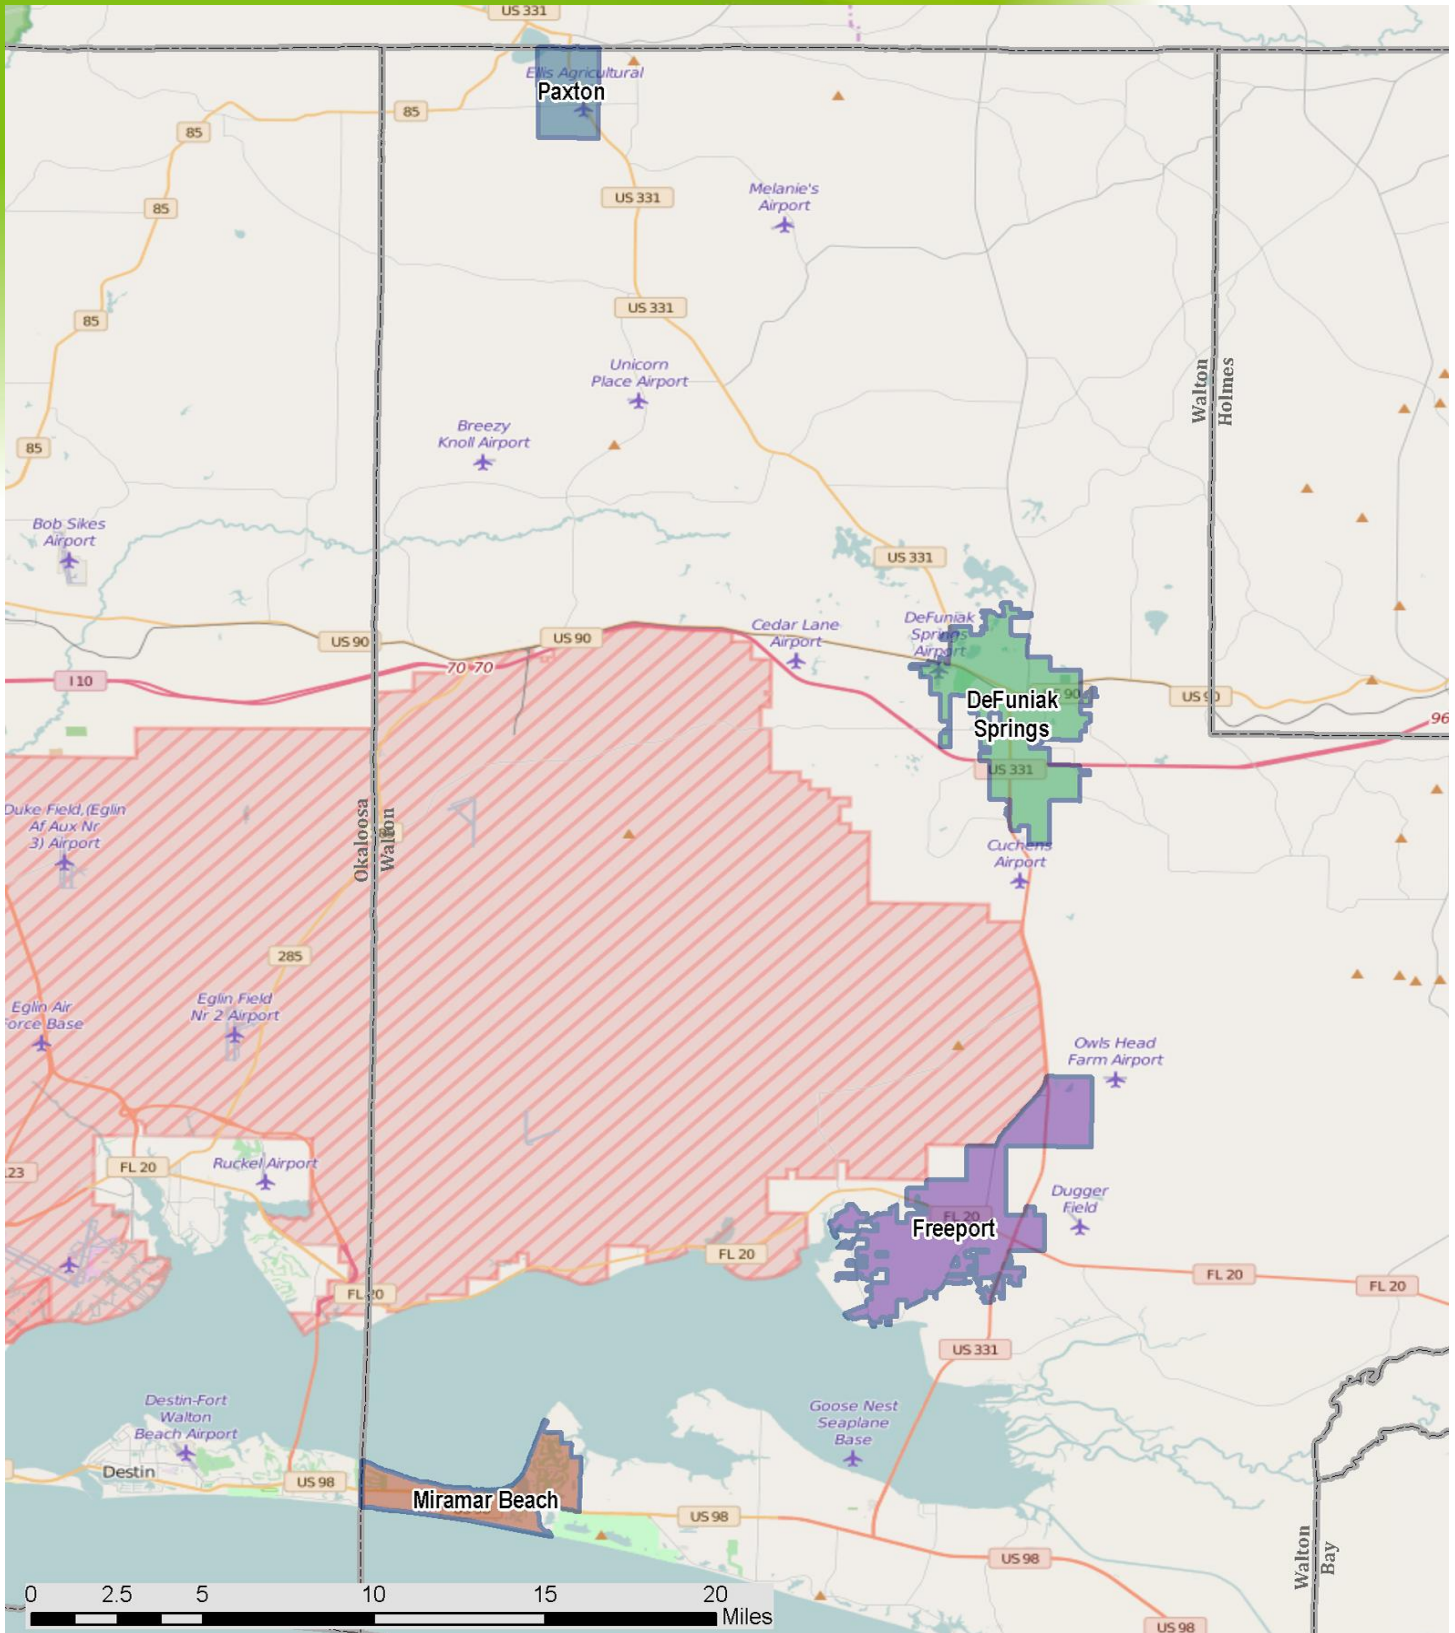 US 331
Ellis Agricultural
Paxton
85
85
US 331
Melanie's
Airport
85
US 331
85
Unicorn
Place Airport
Walton
Holmes
Breezy
Knoll Airport
85
Bob Sikes
Airport
US 331
DeFuniak
Springs
Airport
Cedar Lane
Airport
US 90
US 90
70 70
I 10
90
US 90
DeFuniak
Springs
96
US 331
Duke Field,(Eglin
Af Aux Nr
3) Airport
Okaloosa
Walton
Cuchens
Airport
285
Eglin Field
Nr 2 Airport
Eglin Air
Force Base
Owls Head
Farm Airport
FL 20
Ruckel Airport
23
Dugger
Field
FL 20
Freeport
FL 20
FL 20
FL 20
FL 20
US 331
Destin-Fort
Walton
Beach Airport
Goose Nest
Seaplane
Base
Destin
US 98
Miramar Beach
US 98
US 98
Walton
Bay
US 98
0 2.5 5 10 15 20
Miles